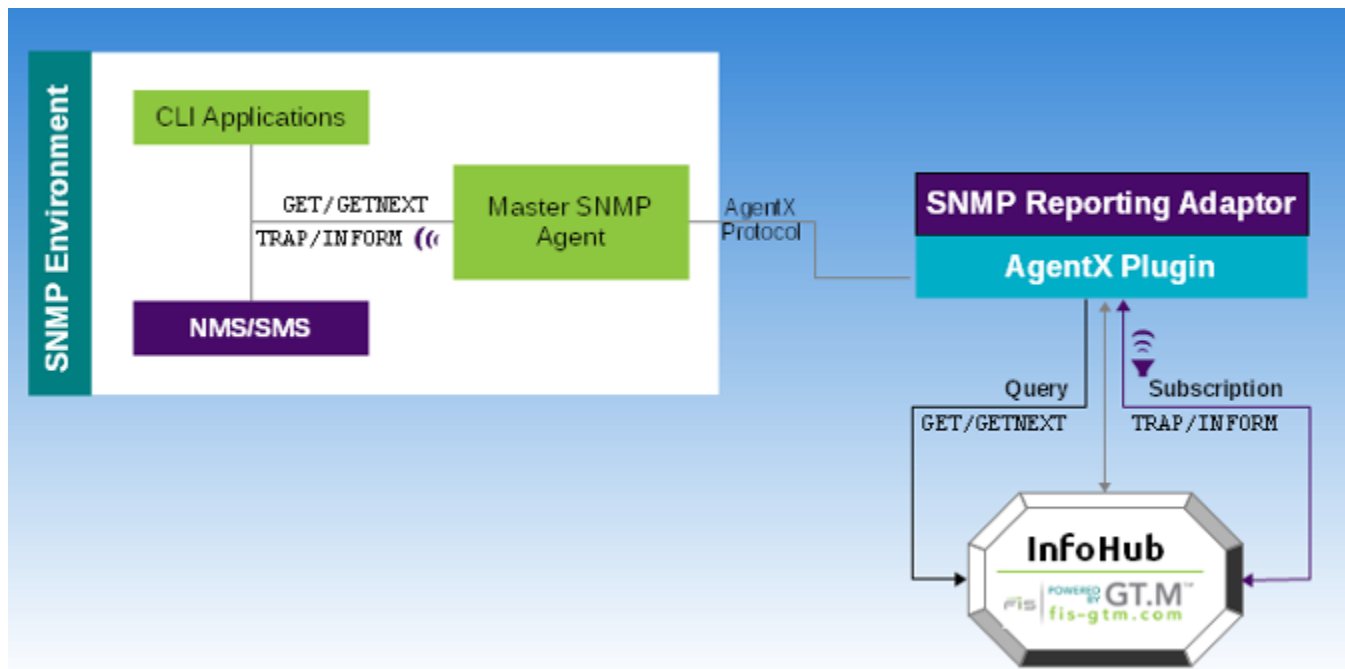 SNMP Environment
CLI Applications
GET/GETNEXT
TRAP/INFORM
Master SNMP
Agent
NMS/SMS
AgentX
Protocol
SNMP Reporting Adaptor
AgentX Plugin
Query
GET/GETNEXT
Subscription
TRAP/INFORM
InfoHub
FIS
POWERED
BY
GT.M™
fis-gtm.com